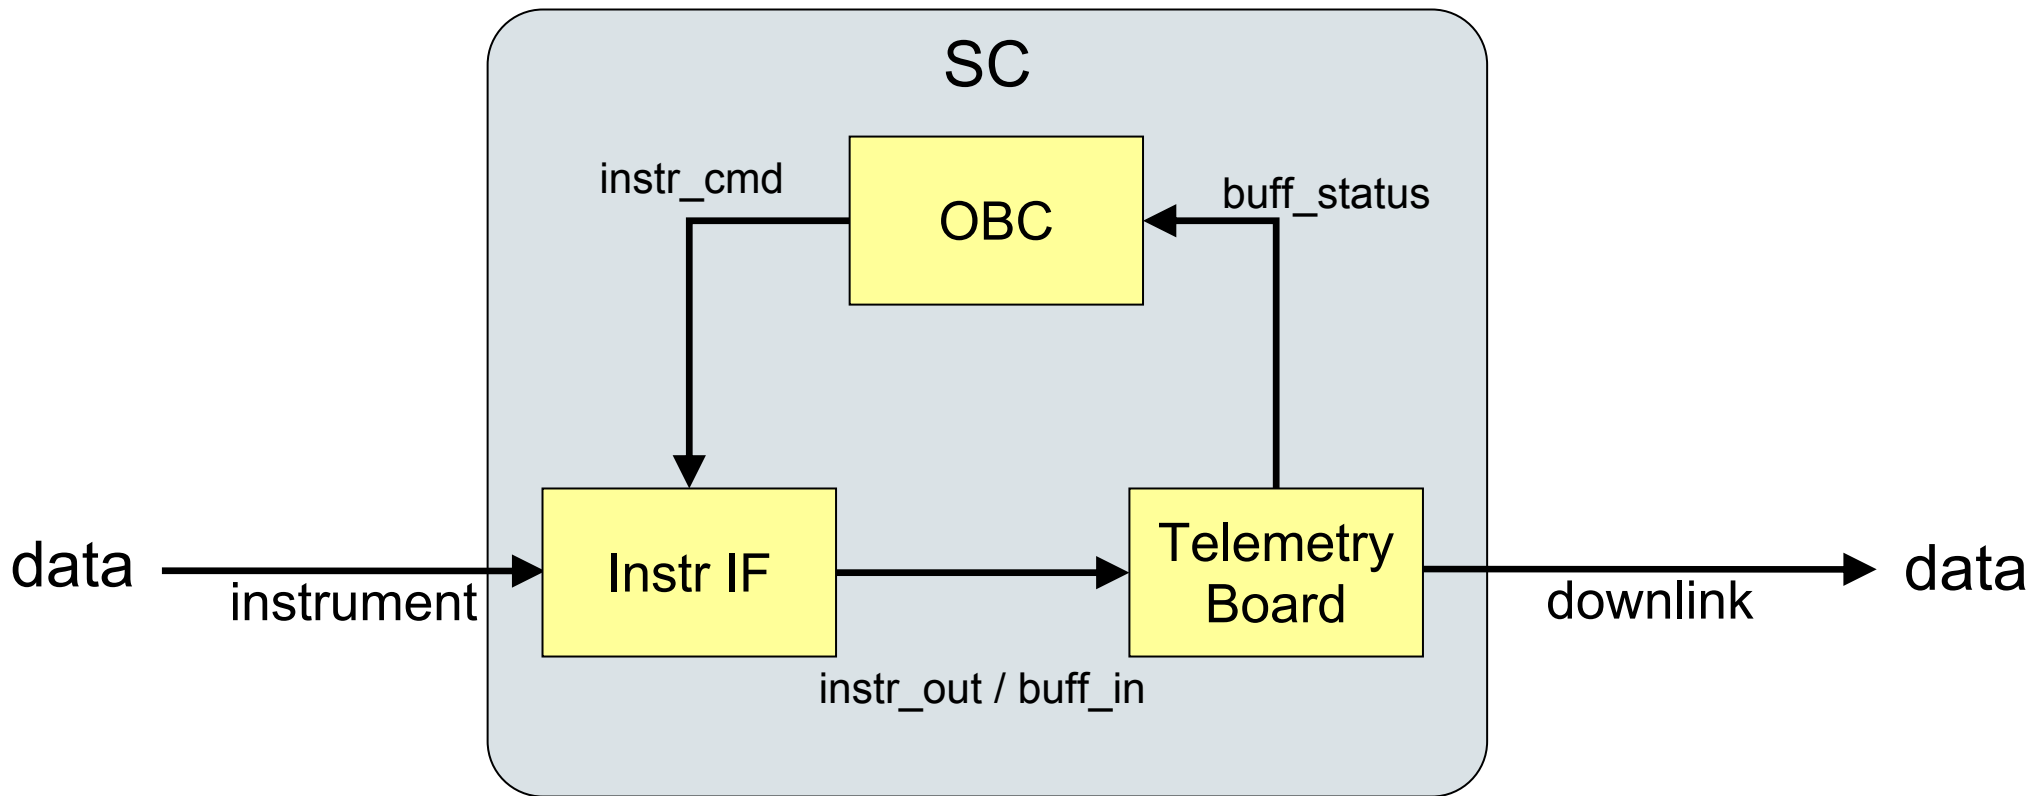 SC
instr_cmd
OBC
buff_status
data
instrument
Instr IF
instr_out / buff_in
Telemetry
Board
downlink
data